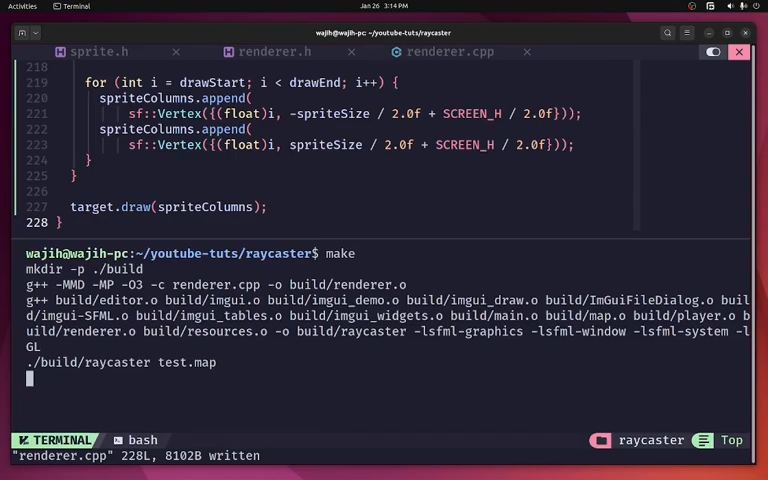 Activities Terminal Jan 26 3:14 PM
wajih@wajih-pc: ~/youtube-tuts/raycaster
sprite.h renderer.h renderer.cpp
218
219 for (int i = drawStart; i < drawEnd; i++) {
220 spriteColumns.append(
221 sf::Vertex({(float)i, -spriteSize / 2.0f + SCREEN_H / 2.0f}));
222 spriteColumns.append(
223 sf::Vertex({(float)i, spriteSize / 2.0f + SCREEN_H / 2.0f}));
224 }
225 }
226
227 target.draw(spriteColumns);
228 }
wajih@wajih-pc:~/youtube-tuts/raycaster$ make
mkdir -p ./build
g++ -MMD -MP -O3 -c renderer.cpp -o build/renderer.o
g++ build/editor.o build/imgui.o build/imgui_demo.o build/imgui_draw.o build/ImGuiFileDialog.o buil
d/imgui-SFML.o build/imgui_tables.o build/imgui_widgets.o build/main.o build/map.o build/player.o b
uild/renderer.o build/resources.o -o build/raycaster -lsfml-graphics -lsfml-window -lsfml-system -l
GL
./build/raycaster test.map
TERMINAL bash raycaster Top
"renderer.cpp" 228L, 8102B written